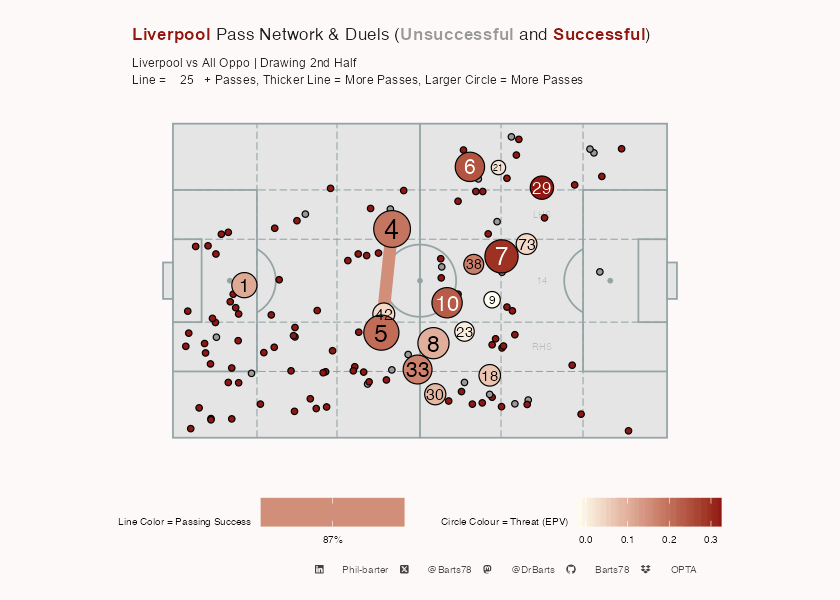 Liverpool Pass Network & Duels (Unsuccessful and Successful)
Liverpool vs All Oppo | Drawing 2nd Half
Line = 25 + Passes, Thicker Line = More Passes, Larger Circle = More Passes
6
21
29
4
73
7
38
14
1
10
9
42
5
23
8
RHS
33
18
30
Line Color = Passing Success
87%
Circle Colour = Threat (EPV)
0.0 0.1 0.2 0.3
Phil-barter @Barts78 @DrBarts Barts78 OPTA